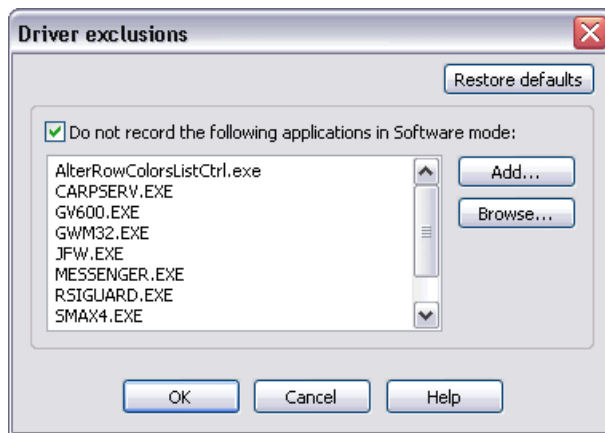 Driver exclusions
Restore defaults
Do not record the following applications in Software mode:
AlterRowColorsListCtrl.exe
CARPSERV.EXE
GV600.EXE
GWM32.EXE
JFW.EXE
MESSENGER.EXE
RSIGUARD.EXE
SMAX4.EXE
Add...
Browse...
OK
Cancel
Help